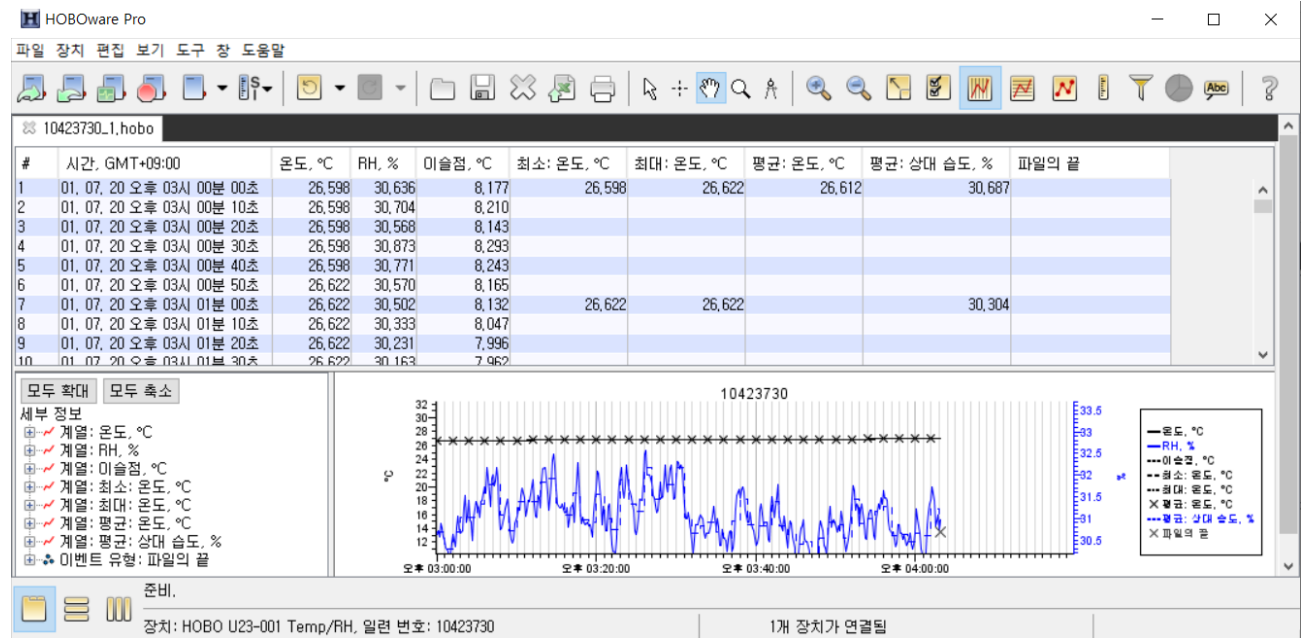 HOBOware Pro
파일 장치 편집 보기 도구 창 도움말
10423730_1.hobo
# 시간, GMT+09:00 온도, °C RH, % 이슬점, °C 최소: 온도, °C 최대: 온도, °C 평균: 온도, °C 평균: 상대 습도, % 파일의 끝
1 01, 07, 20 오후 03시 00분 00초 26,598 30,636 8,177 26,598 26,622 26,612 30,687
2 01, 07, 20 오후 03시 00분 10초 26,598 30,704 8,210
3 01, 07, 20 오후 03시 00분 20초 26,598 30,568 8,143
4 01, 07, 20 오후 03시 00분 30초 26,598 30,873 8,293
5 01, 07, 20 오후 03시 00분 40초 26,598 30,771 8,243
6 01, 07, 20 오후 03시 00분 50초 26,622 30,570 8,165
7 01, 07, 20 오후 03시 01분 00초 26,622 30,502 8,132 26,622 26,622 30,304
8 01, 07, 20 오후 03시 01분 10초 26,622 30,333 8,047
9 01, 07, 20 오후 03시 01분 20초 26,622 30,231 7,996
10 01, 07, 20 오후 03시 01분 30초 26,622 30,163 7,962
모두 확대 모두 축소
세부 정보
계열: 온도, °C
계열: RH, %
계열: 이슬점, °C
계열: 최소: 온도, °C
계열: 최대: 온도, °C
계열: 평균: 온도, °C
계열: 평균: 상대 습도, %
이벤트 유형: 파일의 끝
10423730
32
30
28
26
24
22
20
18
16
14
12
°C
33.5
33
32.5
32
31.5
31
30.5
%
오후 03:00:00 오후 03:20:00 오후 03:40:00 오후 04:00:00
온도, °C
RH, %
이슬점, °C
최소: 온도, °C
최대: 온도, °C
평균: 온도, °C
평균: 상대 습도, %
파일의 끝
준비.
장치: HOBO U23-001 Temp/RH, 일련 번호: 10423730 1개 장치가 연결됨